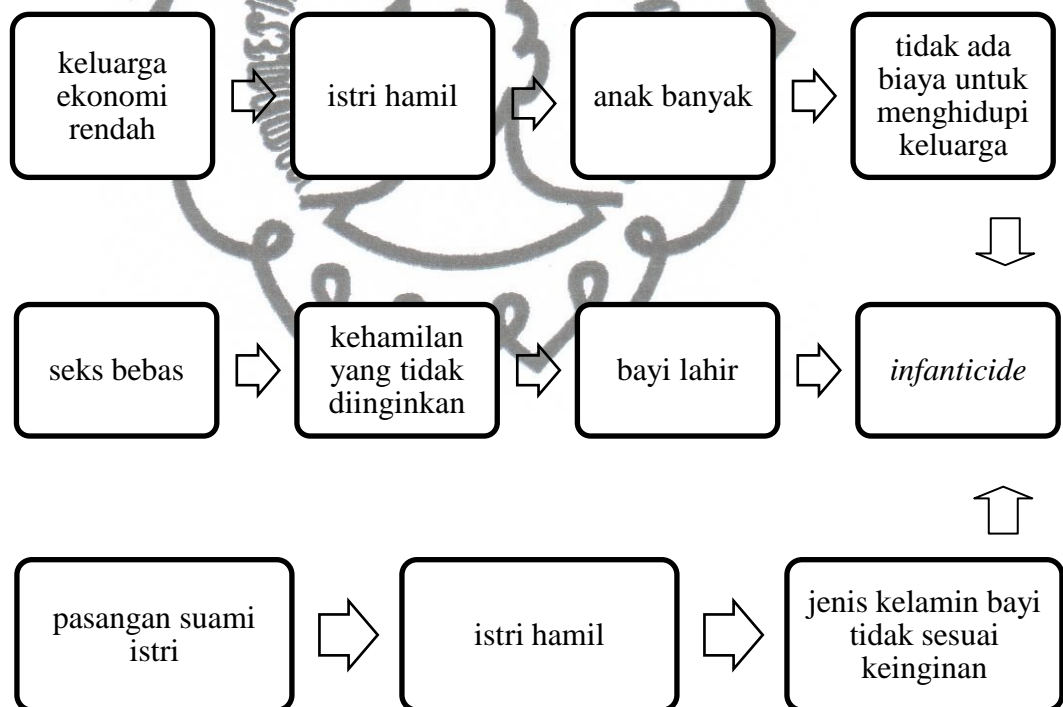 keluarga
ekonomi
rendah
istri hamil
anak banyak
tidak ada
biaya untuk
menghidupi
keluarga
seks bebas
kehamilan
yang tidak
diinginkan
bayi lahir
infanticide
pasangan suami
istri
istri hamil
jenis kelamin bayi
tidak sesuai
keinginan